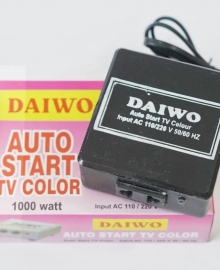 DAIWO
Auto Start TV Colour
Input AC 110/220 V 50/60 HZ
DAIWO
AUTO
START
TV COLOR
1000 watt
Input AC 110 / 220 V
DAIWO
AUTO START TV COLOR